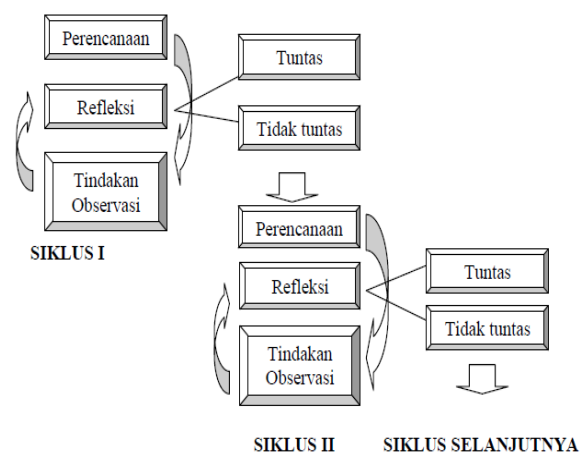 Perencanaan
Refleksi
Tindakan
Observasi
SIKLUS I
Tuntas
Tidak tuntas
Perencanaan
Refleksi
Tindakan
Observasi
SIKLUS II
Tuntas
Tidak tuntas
SIKLUS SELANJUTNYA